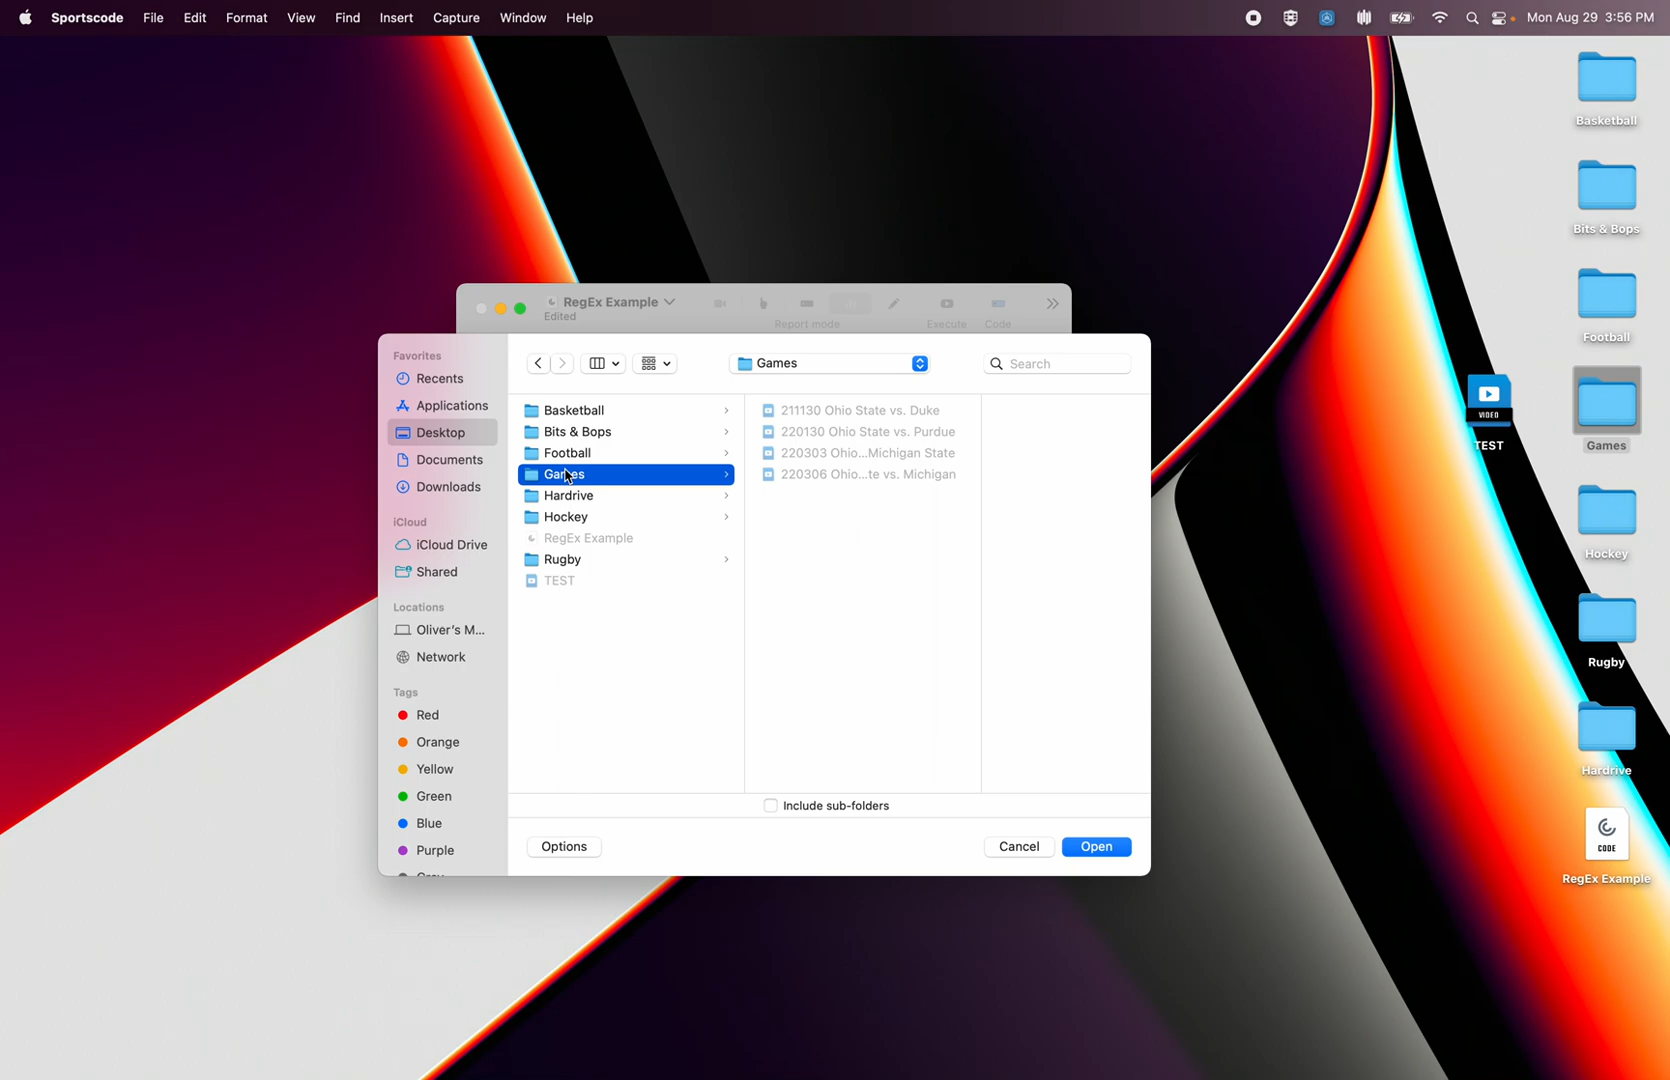 Sportscode File Edit Format View Find Insert Capture Window Help
Mon Aug 29 3:56 PM
Basketball
Bits & Bops
Football
TEST
VIDEO
Games
Hockey
Rugby
Hardrive
CODE
RegEx Example
RegEx Example
Edited
Report mode
Execute
Code
Favorites
Recents
Applications
Desktop
Documents
Downloads
iCloud
iCloud Drive
Shared
Locations
Oliver's M...
Network
Tags
Red
Orange
Yellow
Green
Blue
Purple
Games
Search
Basketball
Bits & Bops
Football
Games
Hardrive
Hockey
RegEx Example
Rugby
TEST
211130 Ohio State vs. Duke
220130 Ohio State vs. Purdue
220303 Ohio...Michigan State
220306 Ohio...te vs. Michigan
Include sub-folders
Options
Cancel
Open